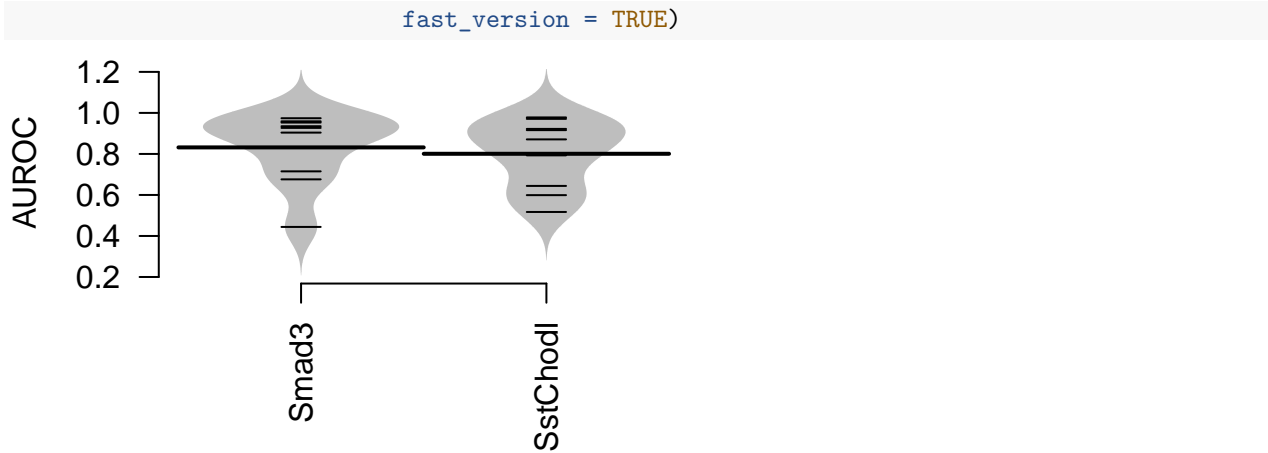 fast_version = TRUE)
1.2
1.0
0.8
0.6
0.4
0.2
AUROC
Smad3
SstChodl